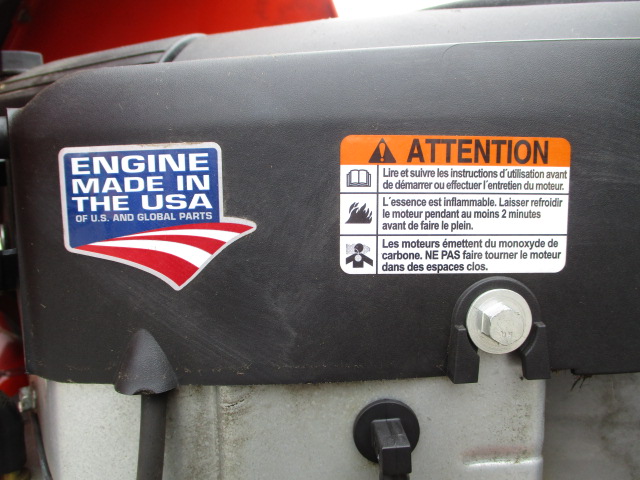 ENGINE
MADE IN
THE USA
OF U.S. AND GLOBAL PARTS
ATTENTION
Lire et suivre les instructions d'utilisation avant
de démarrer ou effectuer l'entretien du moteur.
L'essence est inflammable. Laisser refroidir
le moteur pendant au moins 2 minutes
avant de faire le plein.
Les moteurs émettent du monoxyde de
carbone. NE PAS faire tourner le moteur
dans des espaces clos.